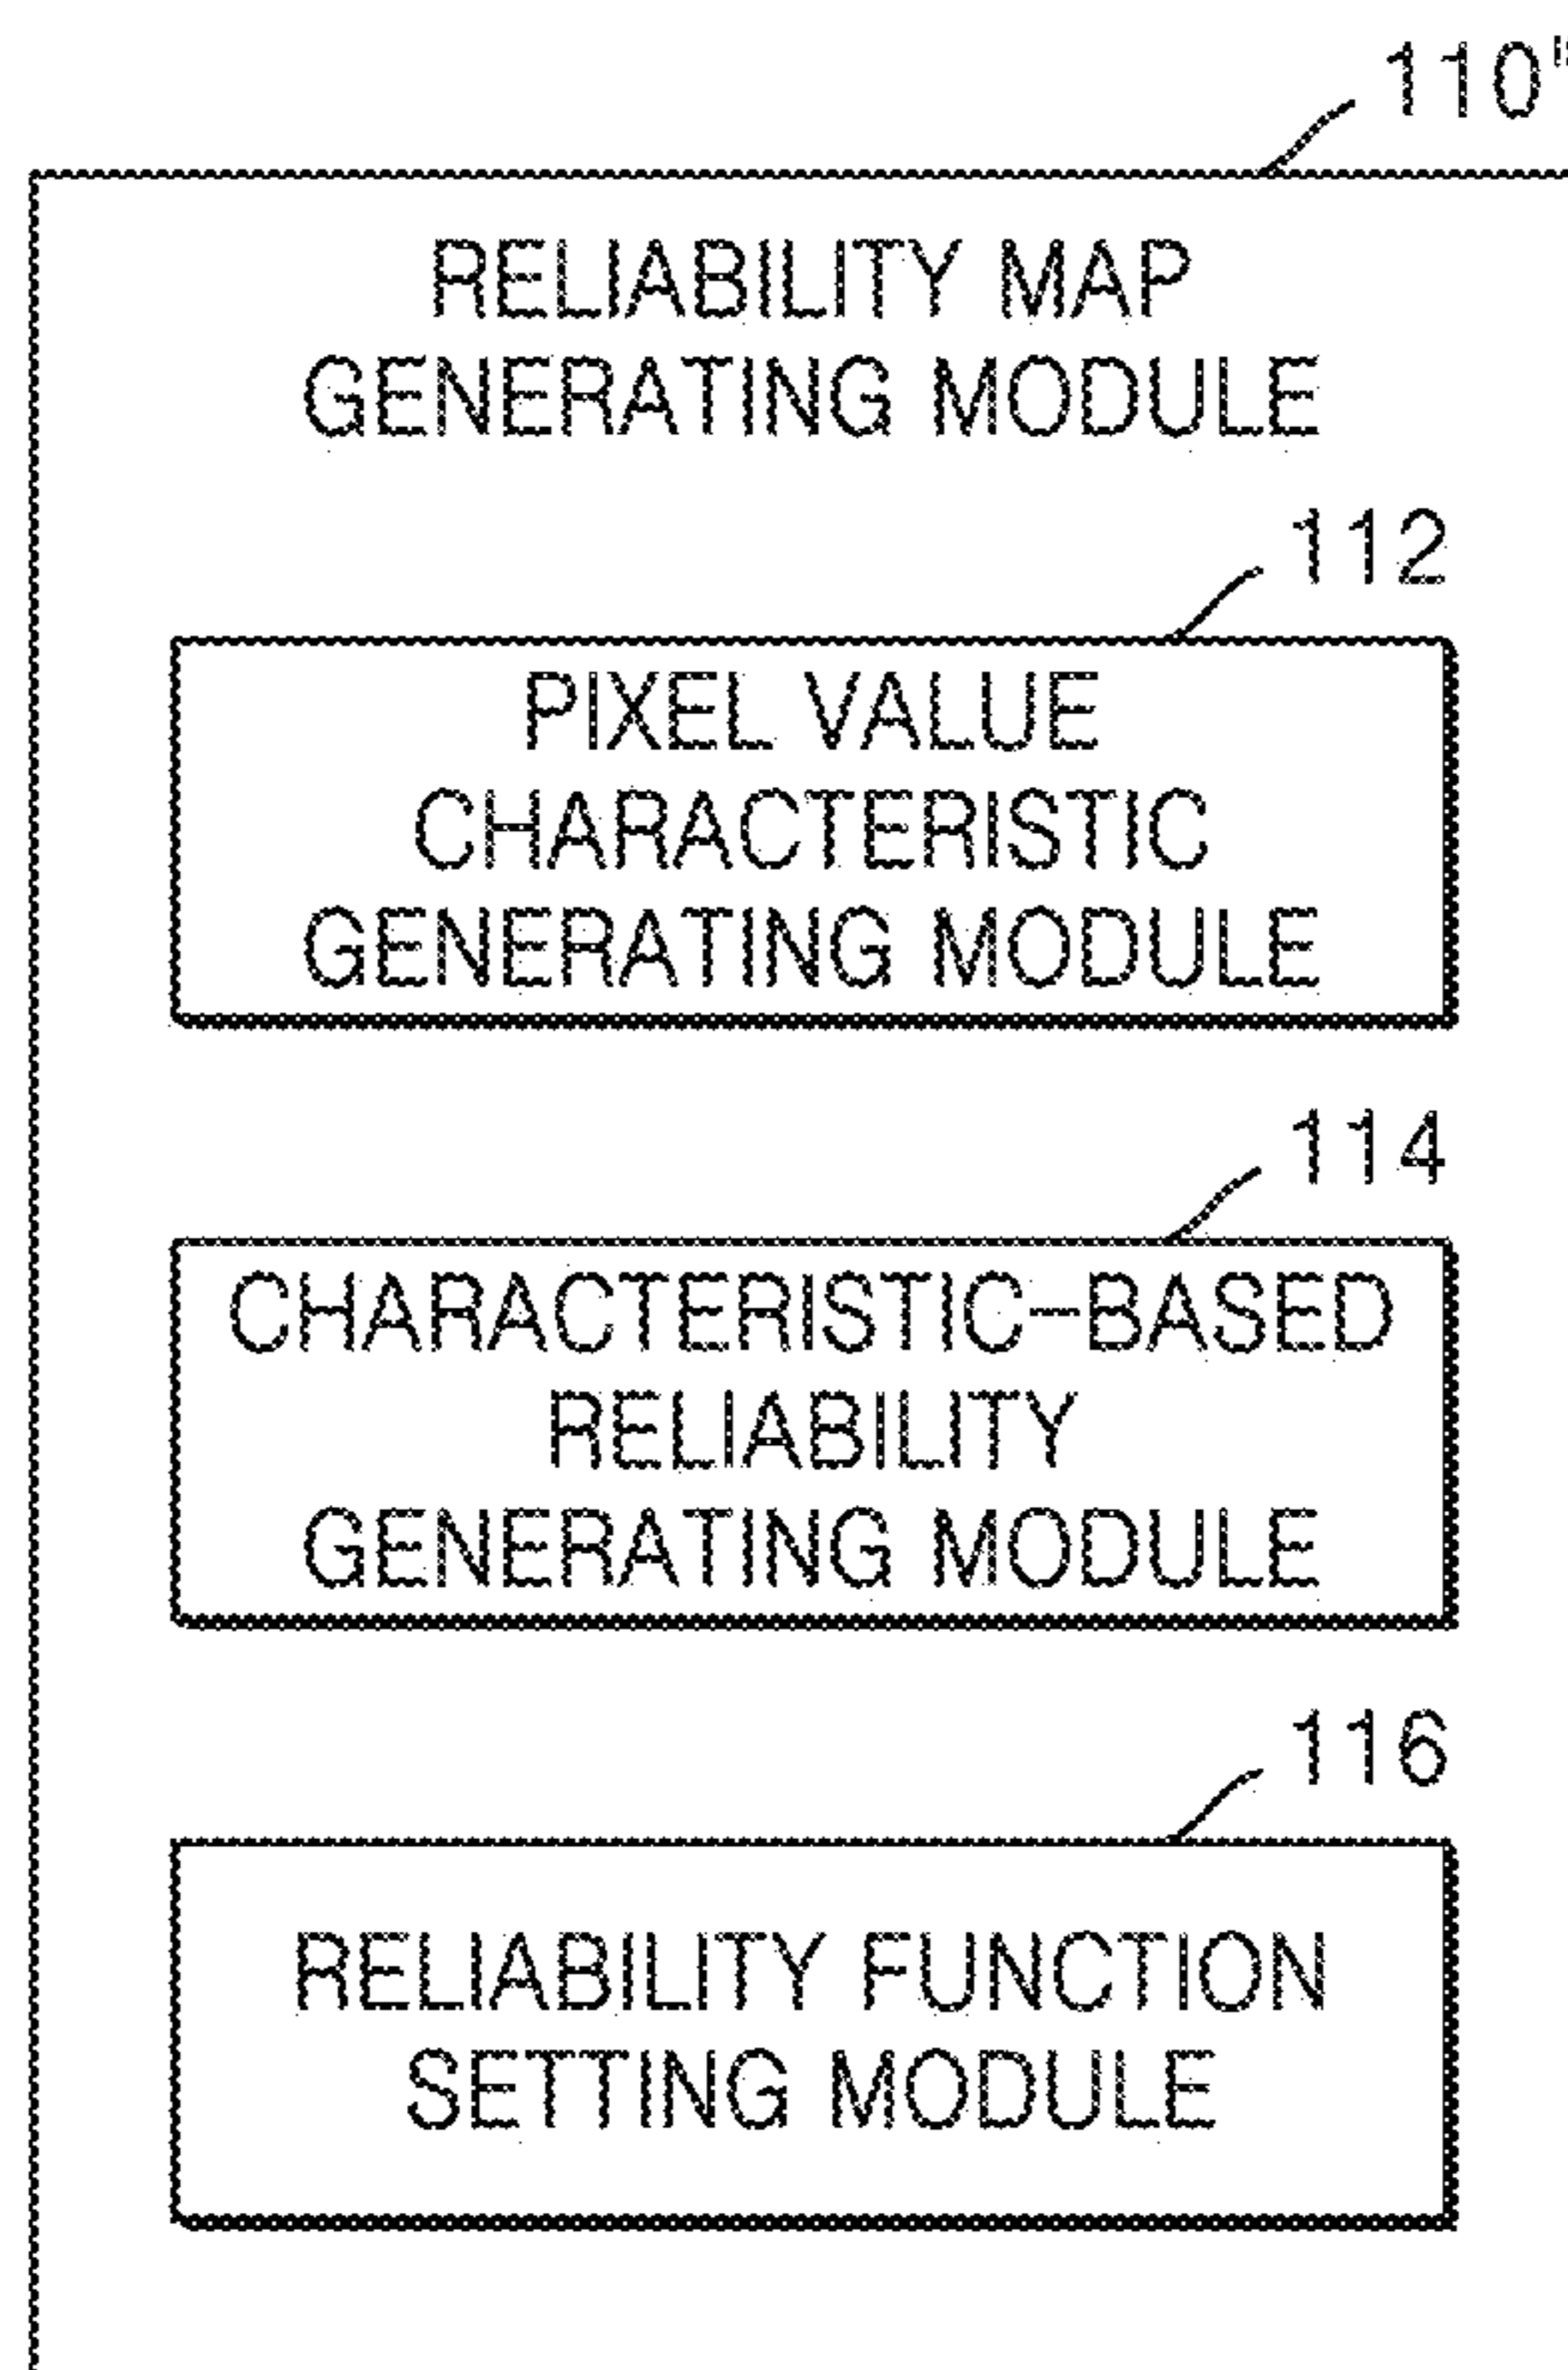 110"
RELIABILITY MAP
GENERATING MODULE
112
PIXEL VALUE
CHARACTERISTIC
GENERATING MODULE
114
CHARACTERISTIC-BASED
RELIABILITY
GENERATING MODULE
116
RELIABILITY FUNCTION
SETTING MODULE